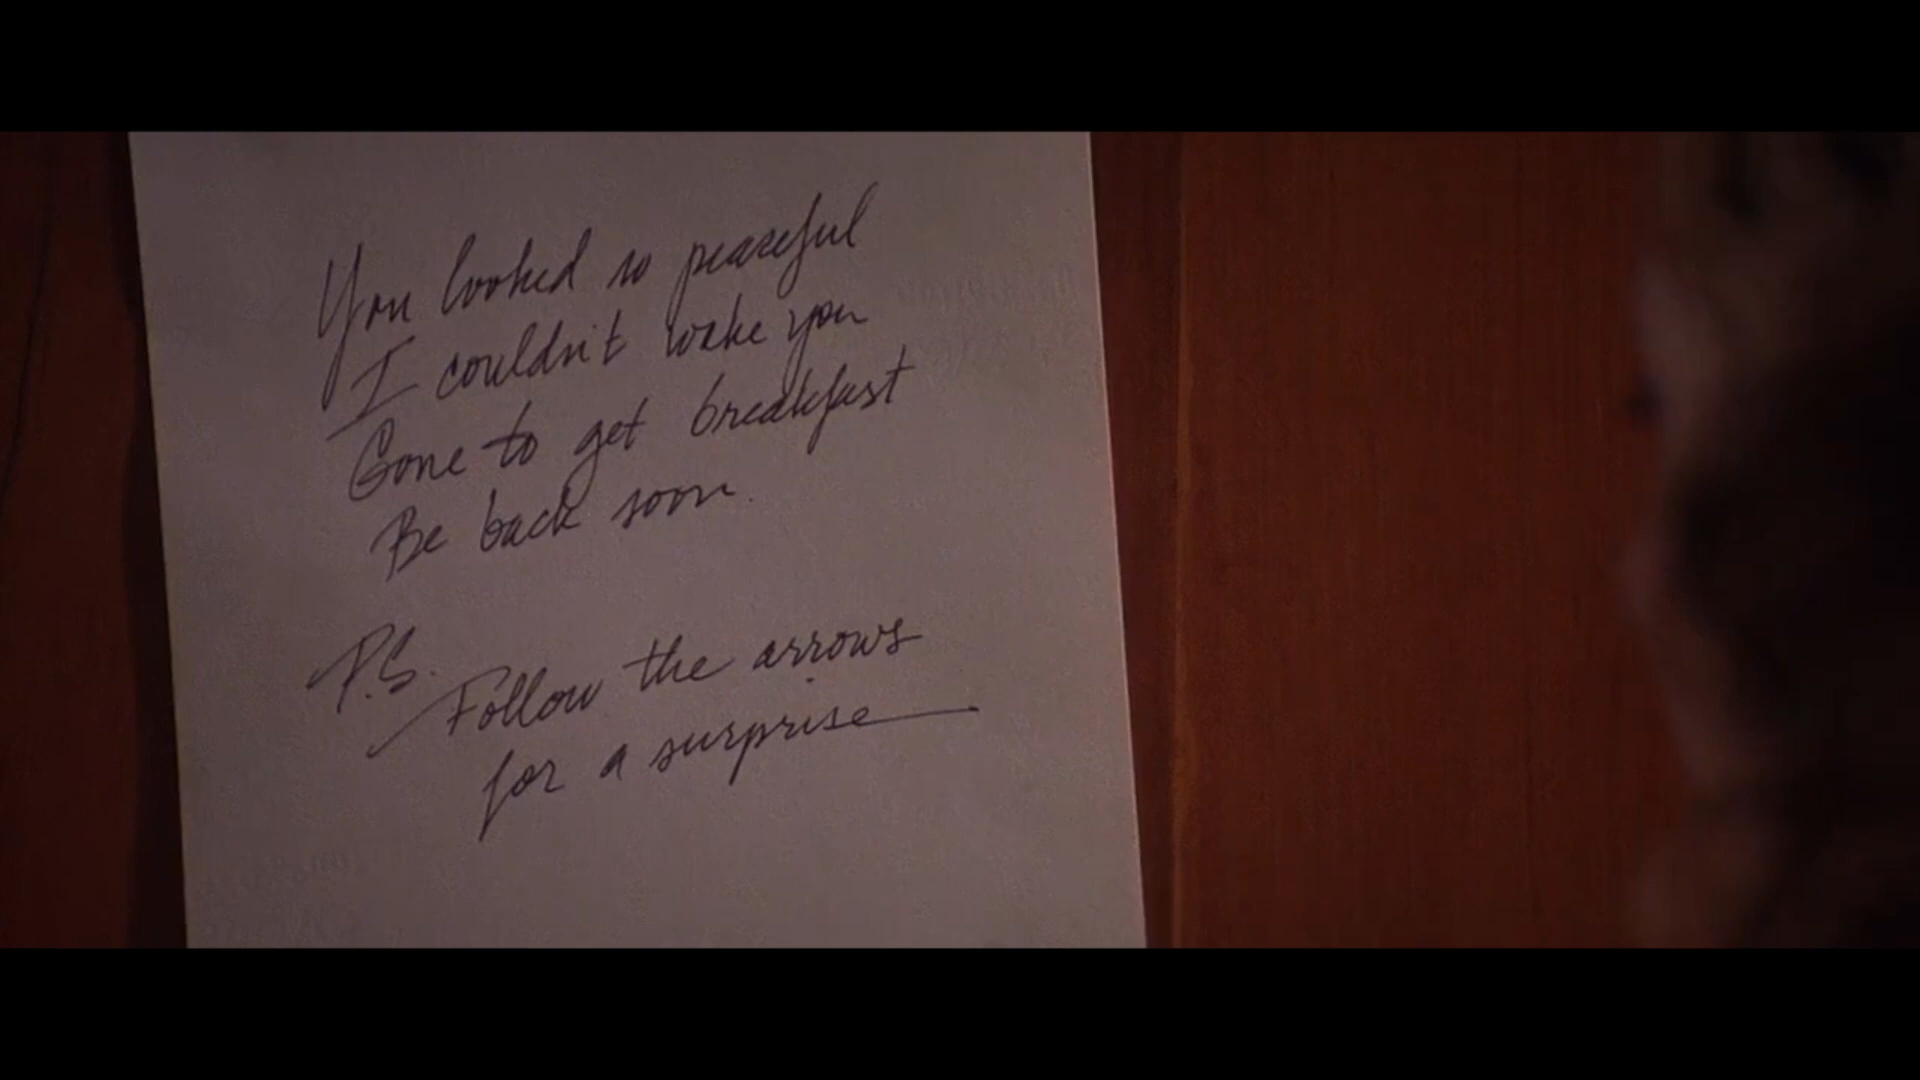 You looked so peaceful
I couldn't wake you
Gone to get breakfast
Be back soon.
P.S.
Follow the arrows
for a surprise